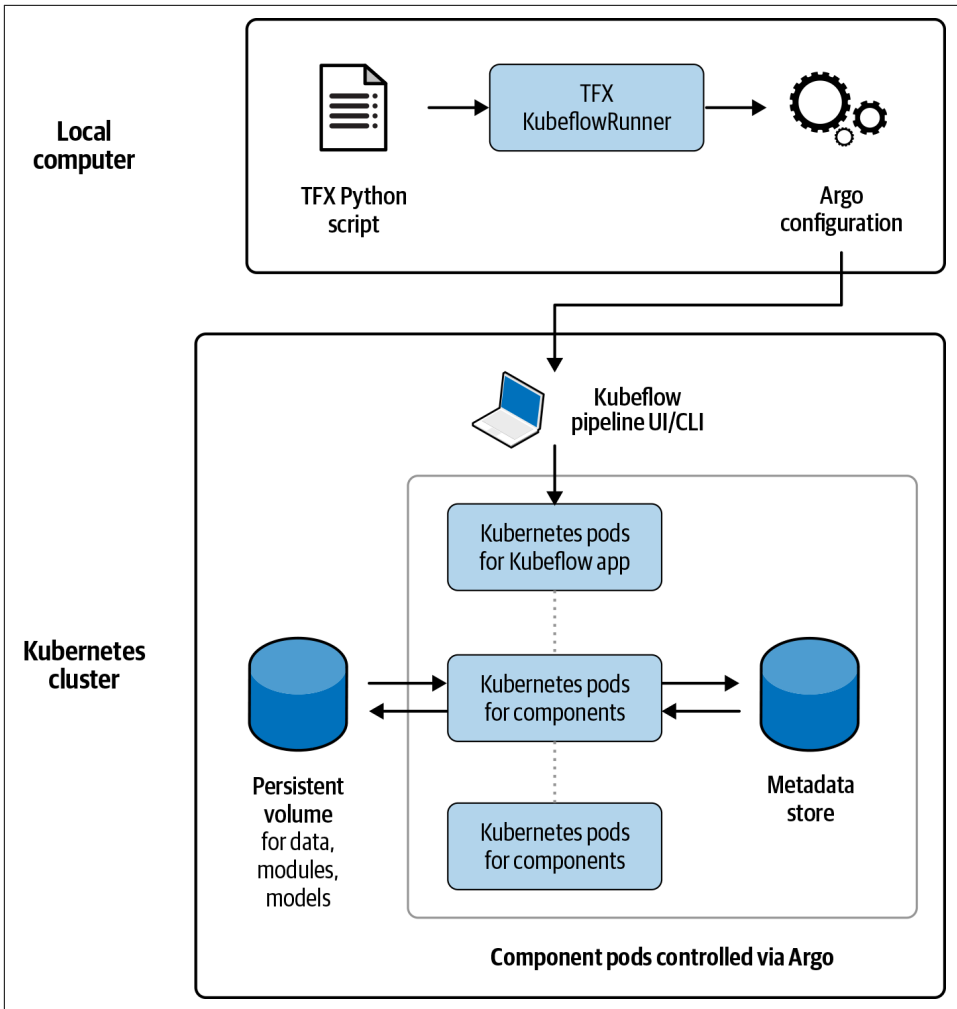 Local
computer
TFX Python
script
TFX
KubeflowRunner
Argo
configuration
Kubernetes
cluster
Kubeflow
pipeline UI/CLI
Kubernetes pods
for Kubeflow app
Kubernetes pods
for components
Kubernetes pods
for components
Persistent
volume
for data,
modules,
models
Metadada
store
Component pods controlled via Argo